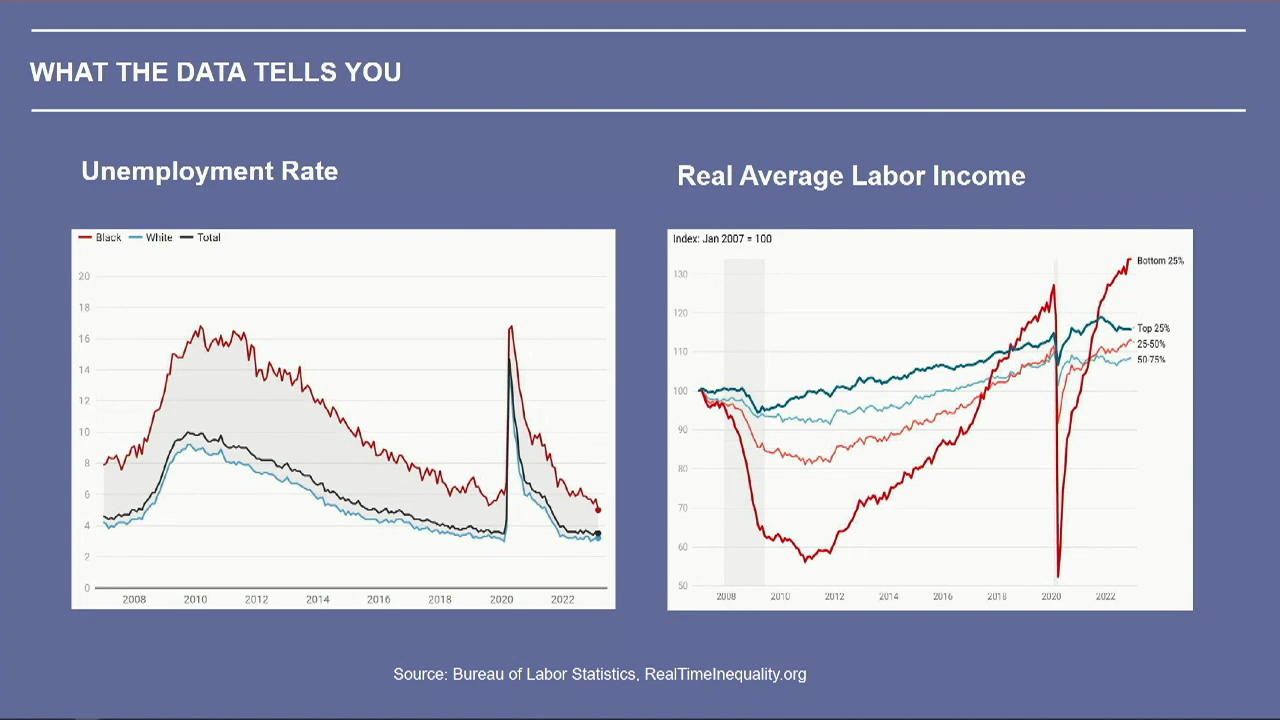 WHAT THE DATA TELLS YOU
Unemployment Rate
Real Average Labor Income
Black White Total
20
18
16
14
12
10
8
6
4
2
0
2008 2010 2012 2014 2016 2018 2020 2022
Index: Jan 2007 = 100
130
120
110
100
90
80
70
60
50
Bottom 25%
Top 25%
25-50%
50-75%
2008 2010 2012 2014 2016 2018 2020 2022
Source: Bureau of Labor Statistics, RealTimeInequality.org